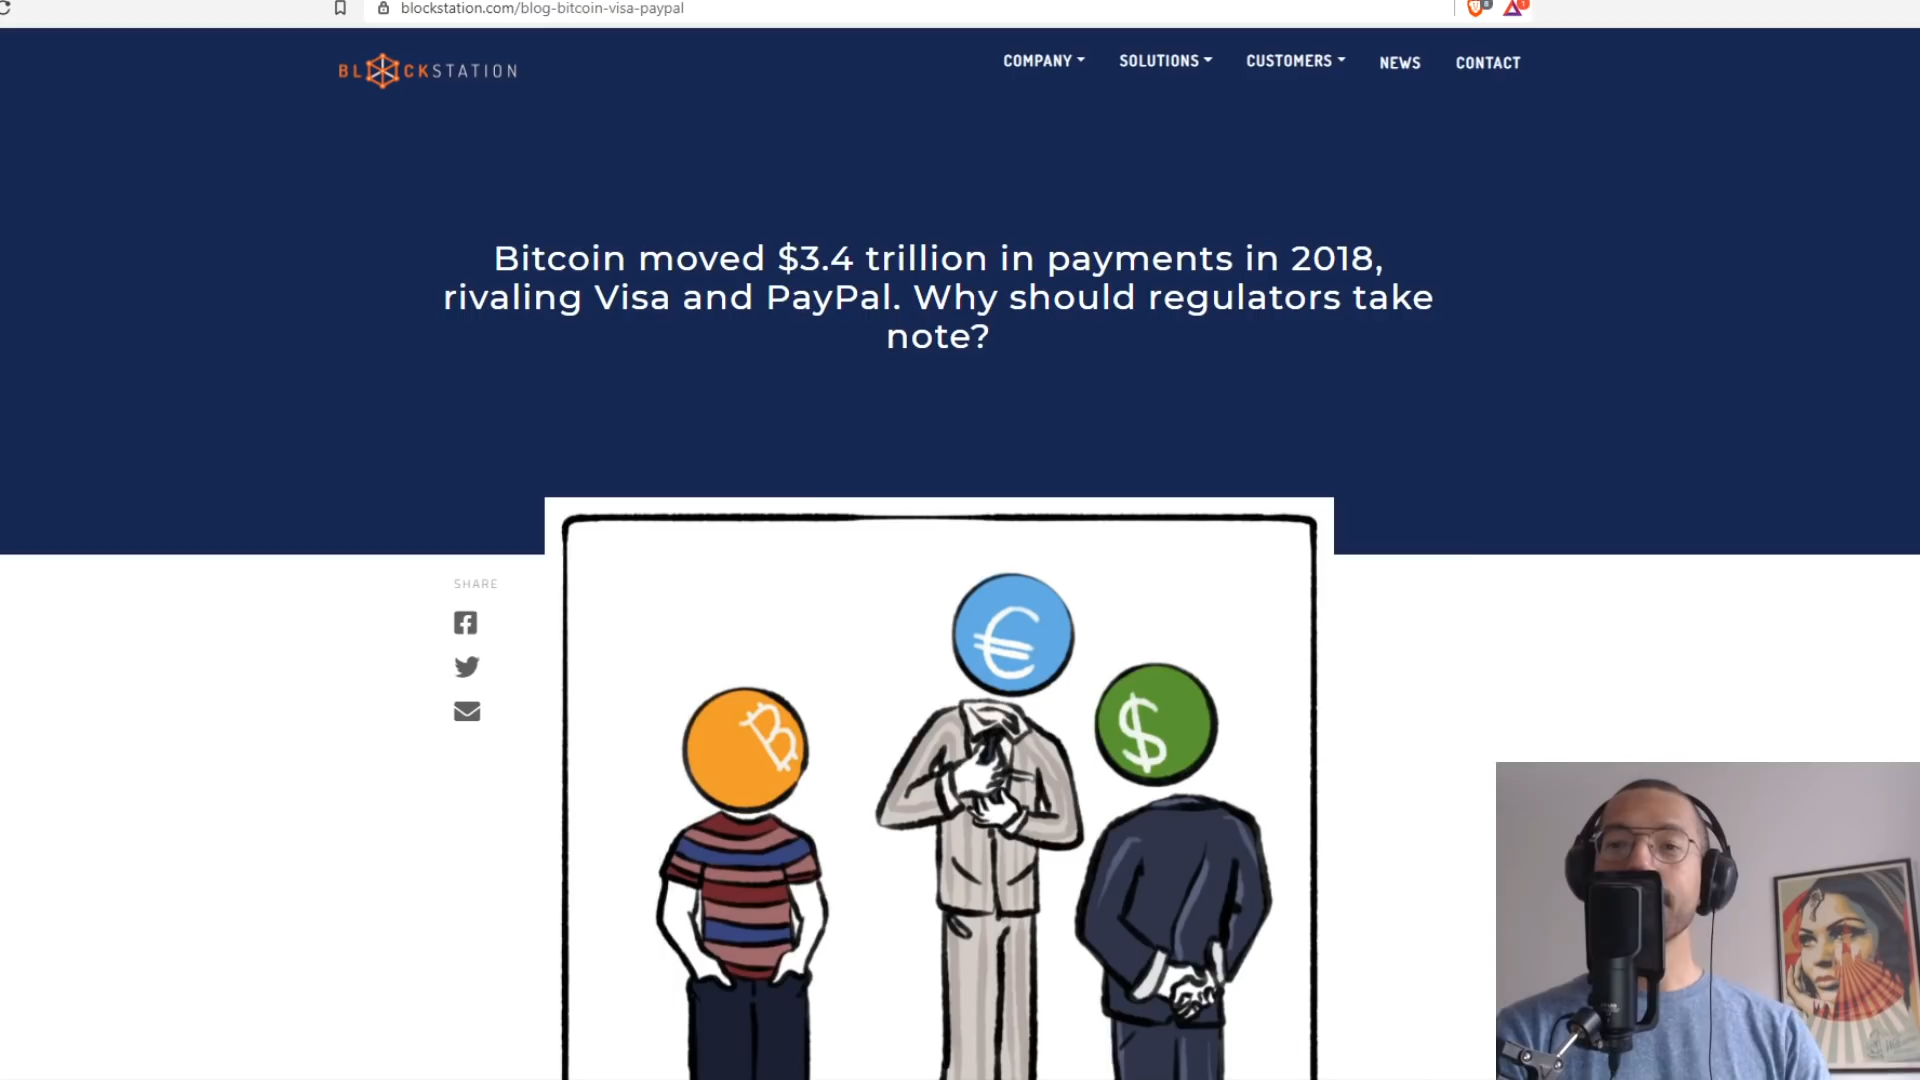 blockstation.com/blog-bitcoin-visa-paypal
BLOCKSTATION
COMPANY
SOLUTIONS
CUSTOMERS
NEWS
CONTACT
Bitcoin moved $3.4 trillion in payments in 2018,
rivaling Visa and PayPal. Why should regulators take
note?
SHARE
€
$